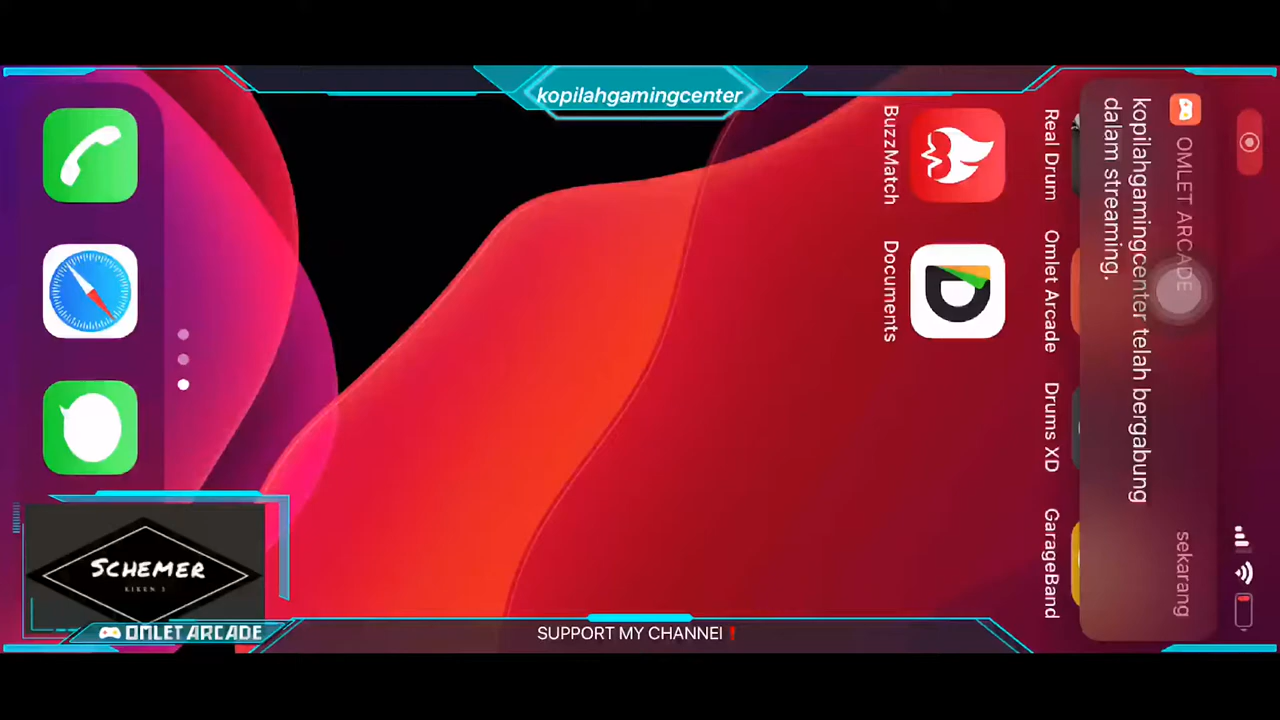 kopilahgamingcenter
OMLET ARCADE
sekarang
kopilahgamingcenter telah bergabung
dalam streaming.
Real Drum
Omlet Arcade
Drums XD
GarageBand
BuzzMatch
Documents
SCHEMER
OMLET ARCADE
SUPPORT MY CHANNEl❗